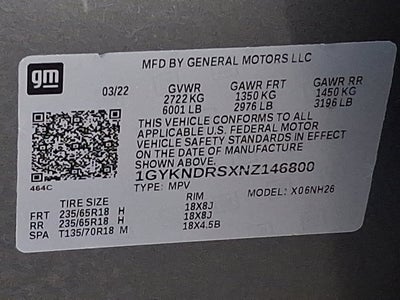 gm
MFD BY GENERAL MOTORS LLC
03/22 GVWR GAWR FRT GAWR RR
2722 KG 1350 KG 1450 KG
6001 LB 2976 LB 3196 LB
THIS VEHICLE CONFORMS TO ALL
APPLICABLE U.S. FEDERAL MOTOR
VEHICLE SAFETY STANDARDS IN EFFECT
ON THE DATE OF MANUFACTURE
SHOWN ABOVE.
464C
1GYKNDRSXNZ146800
TYPE: MPV MODEL: X06NH26
TIRE SIZE RIM
FRT 235/65R18 H 18X8J
RR 235/65R18 H 18X8J
SPA T135/70R18 M 18X4.5B